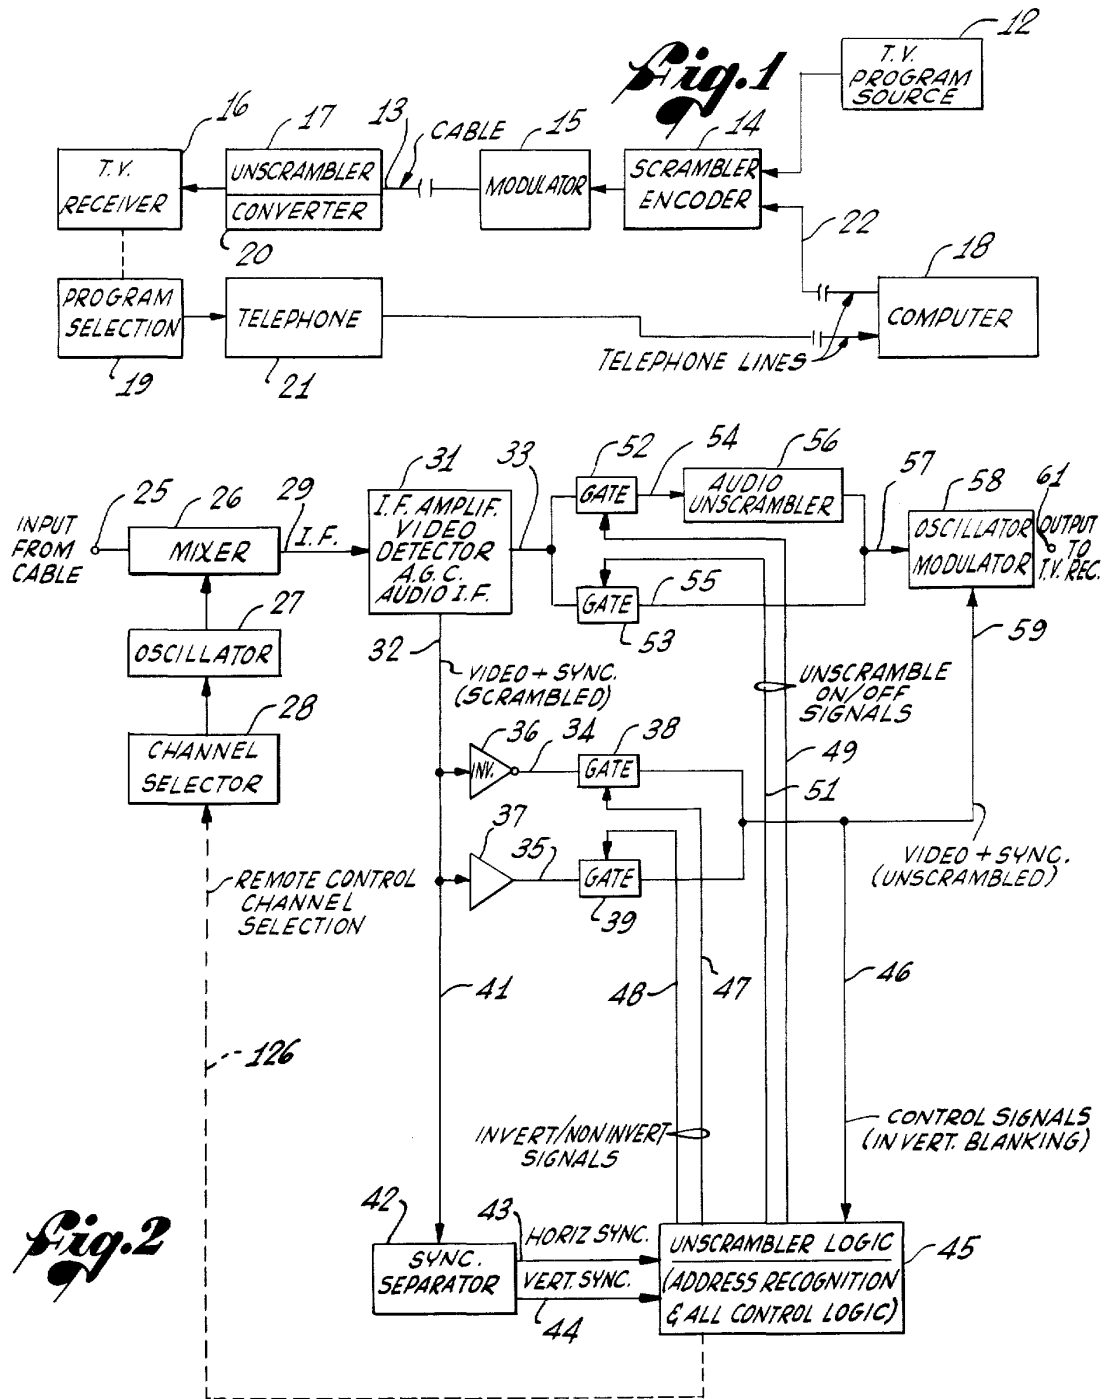 Fig.1
12
T.V.
PROGRAM
SOURCE
16
17
13
CABLE
15
14
T.V.
RECEIVER
UNSCRAMBLER
CONVERTER
20
MODULATOR
SCRAMBLER
ENCODER
22
18
PROGRAM
SELECTION
19
TELEPHONE
21
TELEPHONE LINES
COMPUTER
25
26
29
31
33
52
54
56
57
58
61
INPUT
FROM
CABLE
MIXER
I.F.
I.F. AMPLIF.
VIDEO
DETECTOR
A.G.C.
AUDIO I.F.
GATE
AUDIO
UNSCRAMBLER
OSCILLATOR
MODULATOR
OUTPUT
TO
T.V. REC.
27
OSCILLATOR
GATE
53
55
59
32
VIDEO + SYNC.
(SCRAMBLED)
UNSCRAMBLE
ON/OFF
SIGNALS
28
CHANNEL
SELECTOR
36
34
38
INV.
GATE
49
51
37
35
GATE
39
VIDEO + SYNC.
(UNSCRAMBLED)
REMOTE CONTROL
CHANNEL
SELECTION
41
48
47
46
126
INVERT/NONINVERT
SIGNALS
CONTROL SIGNALS
(IN VERT. BLANKING)
Fig.2
42
SYNC.
SEPARATOR
43
HORIZ SYNC.
VERT. SYNC.
44
UNSCRAMBLER LOGIC
(ADDRESS RECOGNITION
& ALL CONTROL LOGIC)
45